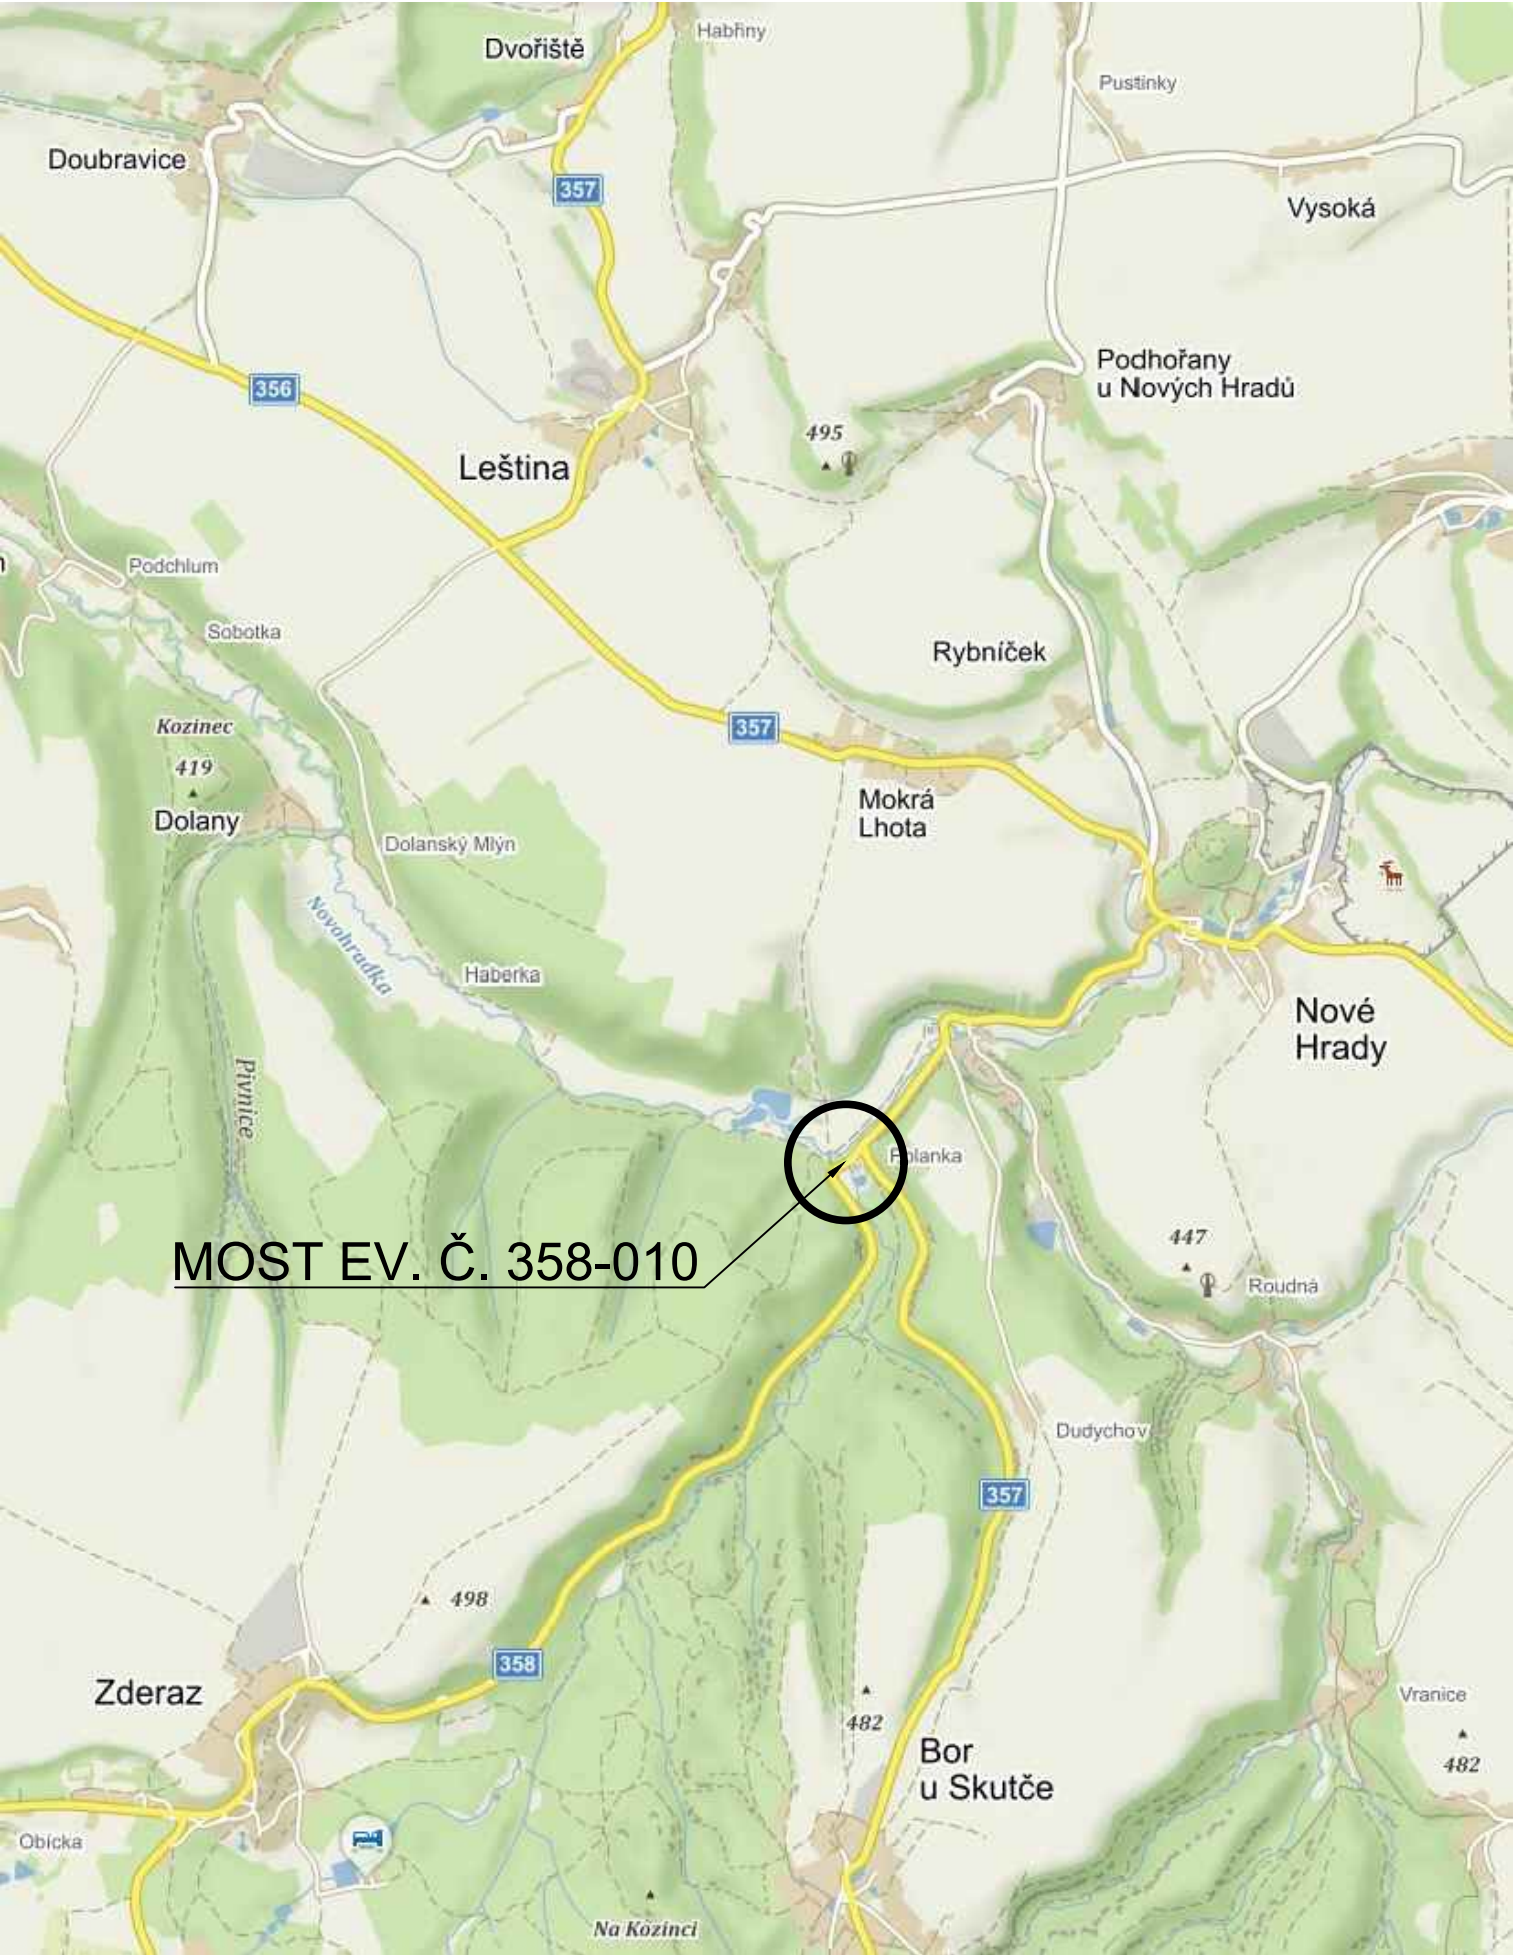 Dvořiště
Habřiny
Pustinky
Doubravice
357
Vysoká
356
Podhořany
u Nových Hradů
495
Leština
Podchlum
Sobotka
Rybníček
Kozinec
357
419
Mokrá
Lhota
Dolany
Dolanský Mlýn
Novohradka
Haberka
Nové
Hrady
Pivnice
Polanka
MOST EV. Č. 358-010
447
Roudná
Dudychov
357
498
358
Zderaz
Vranice
482
482
Bor
u Skutče
Obicka
Na Kozinci